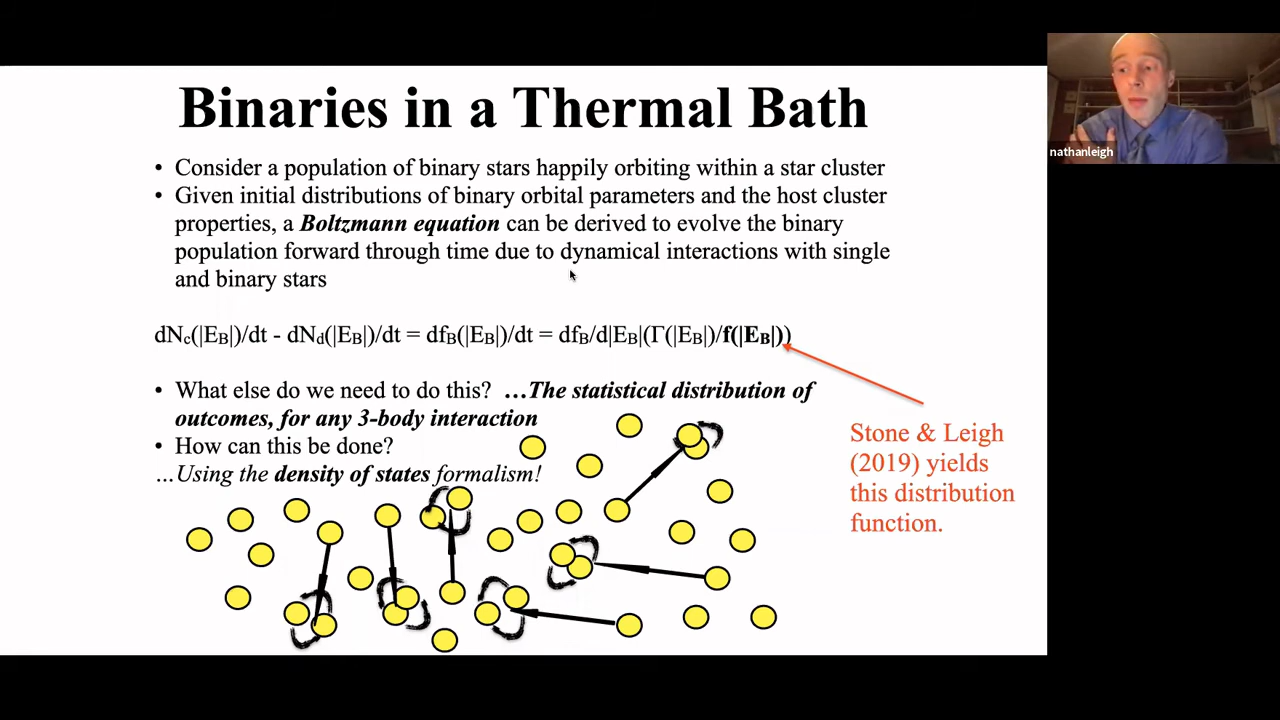 Binaries in a Thermal Bath
• Consider a population of binary stars happily orbiting within a star cluster
• Given initial distributions of binary orbital parameters and the host cluster
properties, a Boltzmann equation can be derived to evolve the binary
population forward through time due to dynamical interactions with single
and binary stars
dNc(|EB|)/dt - dNd(|EB|)/dt = dfB(|EB|)/dt = dfB/d|EB|(Γ(|EB|)/f(|EB|))
• What else do we need to do this? …The statistical distribution of
outcomes, for any 3-body interaction
• How can this be done?
…Using the density of states formalism!
Stone & Leigh
(2019) yields
this distribution
function.
nathanleigh